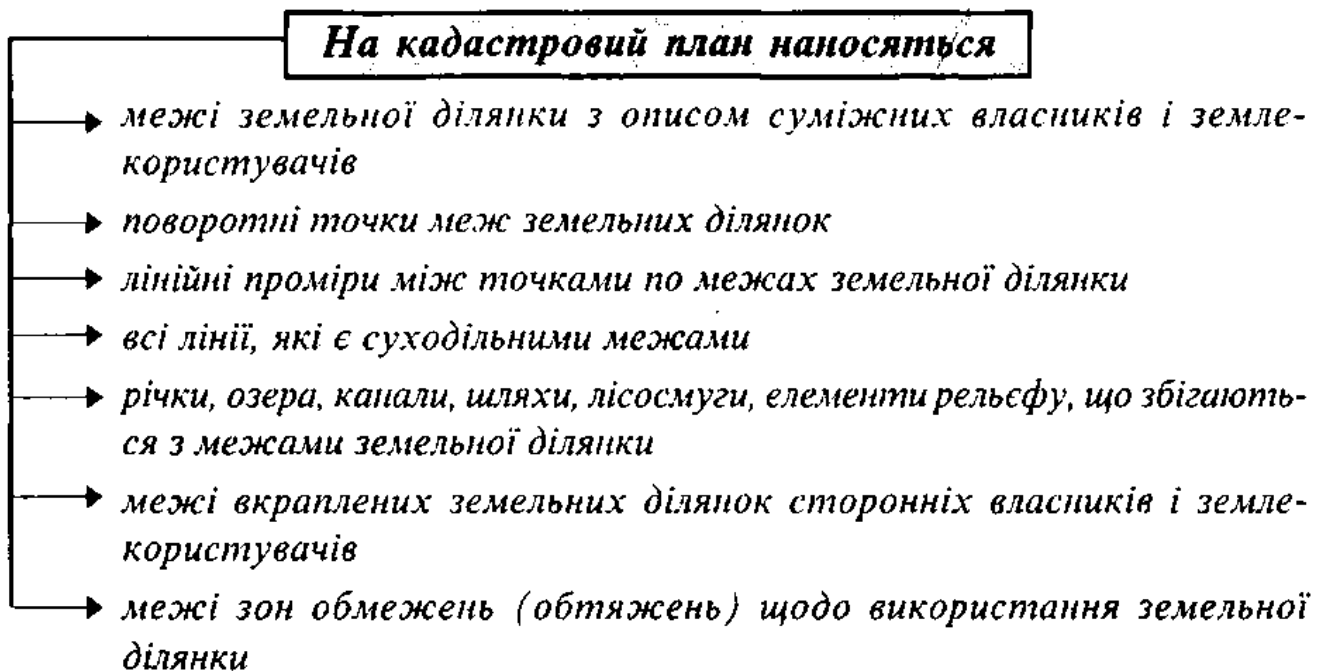 На кадастровий план наносяться
межі земельної ділянки з описом суміжних власників і земле-
користувачів
поворотні точки меж земельних ділянок
лінійні проміри між точками по межах земельної ділянки
всі лінії, які є суходільними межами
річки, озера, канали, шляхи, лісосмуги, елементи рельєфу, що збігають-
ся з межами земельної ділянки
межі вкраплених земельних ділянок сторонніх власників і земле-
користувачів
межі зон обмежень (обтяжень) щодо використання земельної
ділянки